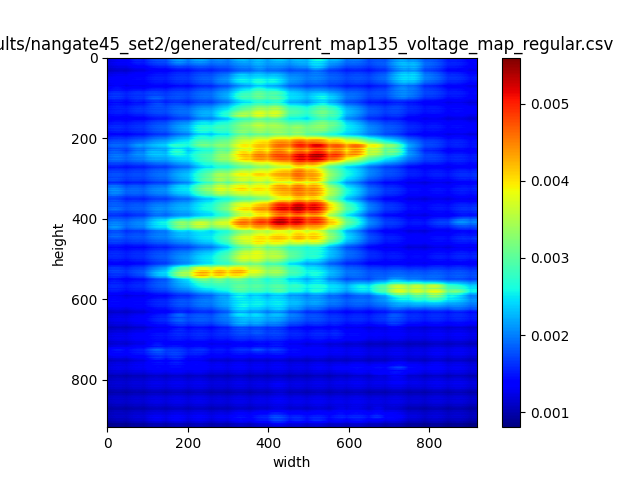 ults/nangate45_set2/generated/current_map135_voltage_map_regular.csv
0
200
400
600
800
height
0 200 400 600 800
width
0.005
0.004
0.003
0.002
0.001